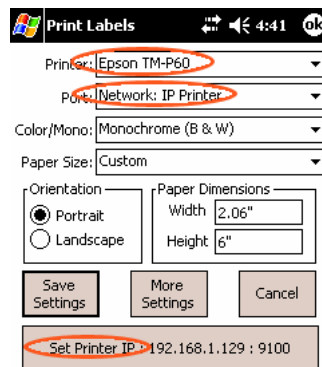 Print Labels 4:41 ok
Printer: Epson TM-P60
Port: Network: IP Printer
Color/Mono: Monochrome (B & W)
Paper Size: Custom
Orientation Paper Dimensions
Portrait Width 2.06"
Landscape Height 6"
Save Settings More Settings Cancel
Set Printer IP : 192.168.1.129 : 9100